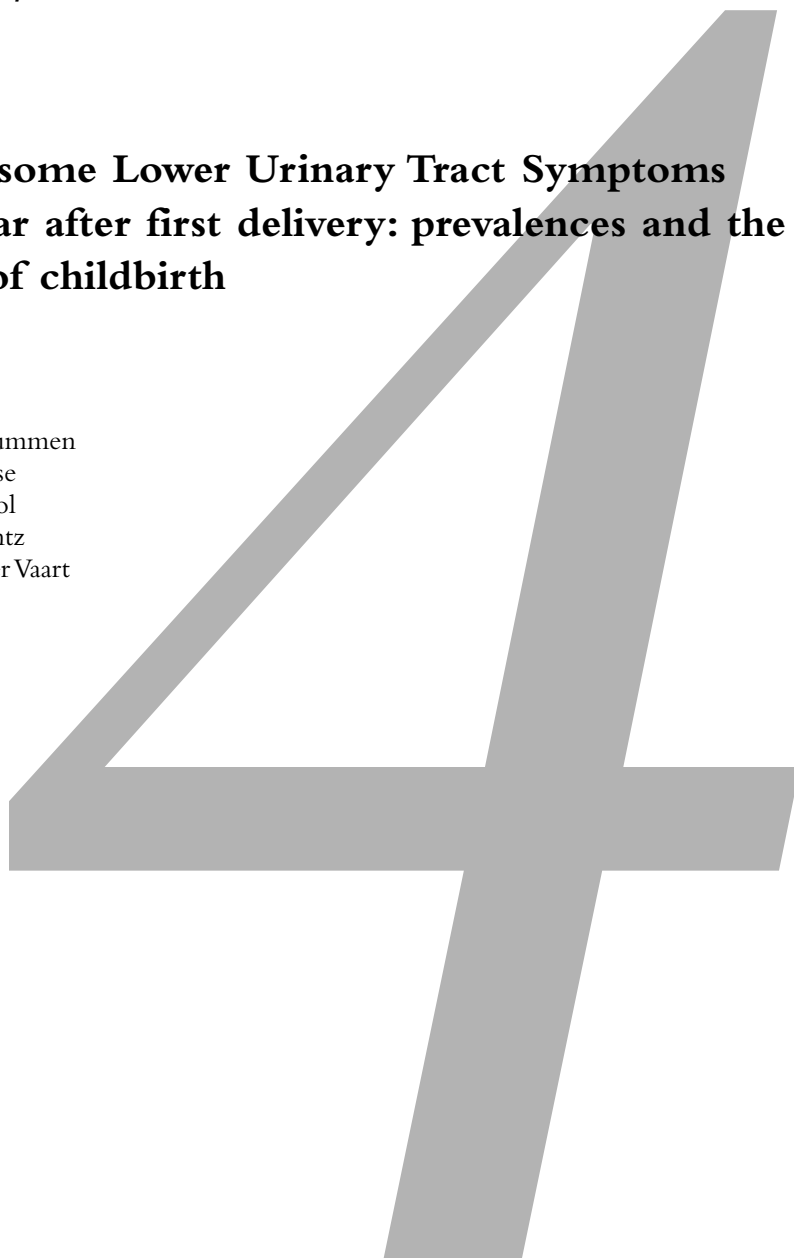 some Lower Urinary Tract Symptoms
ar after first delivery: prevalences and the
of childbirth
ummen
se
ol
ntz
r Vaart
4